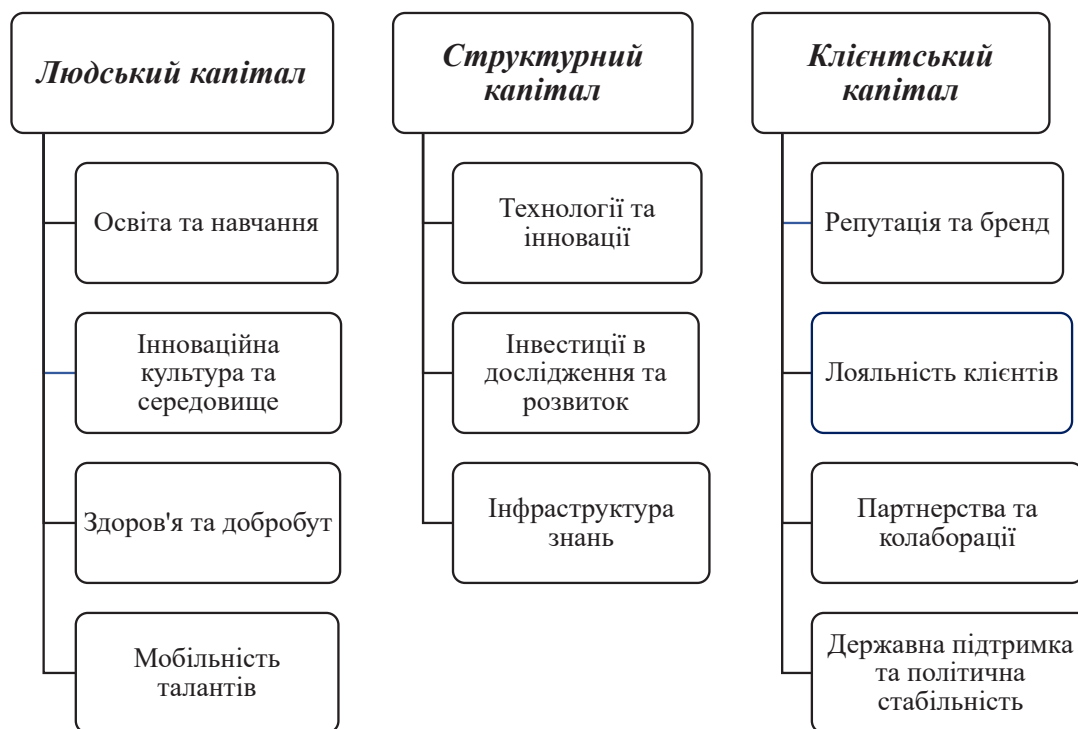 Людський капітал
Освіта та навчання
Інноваційна
культура та
середовище
Здоров'я та добробут
Мобільність
талантів
Структурний
капітал
Технології та
інновації
Інвестиції в
дослідження та
розвиток
Інфраструктура
знань
Клієнтський
капітал
Репутація та бренд
Лояльність клієнтів
Партнерства та
колаборації
Державна підтримка
та політична
стабільність